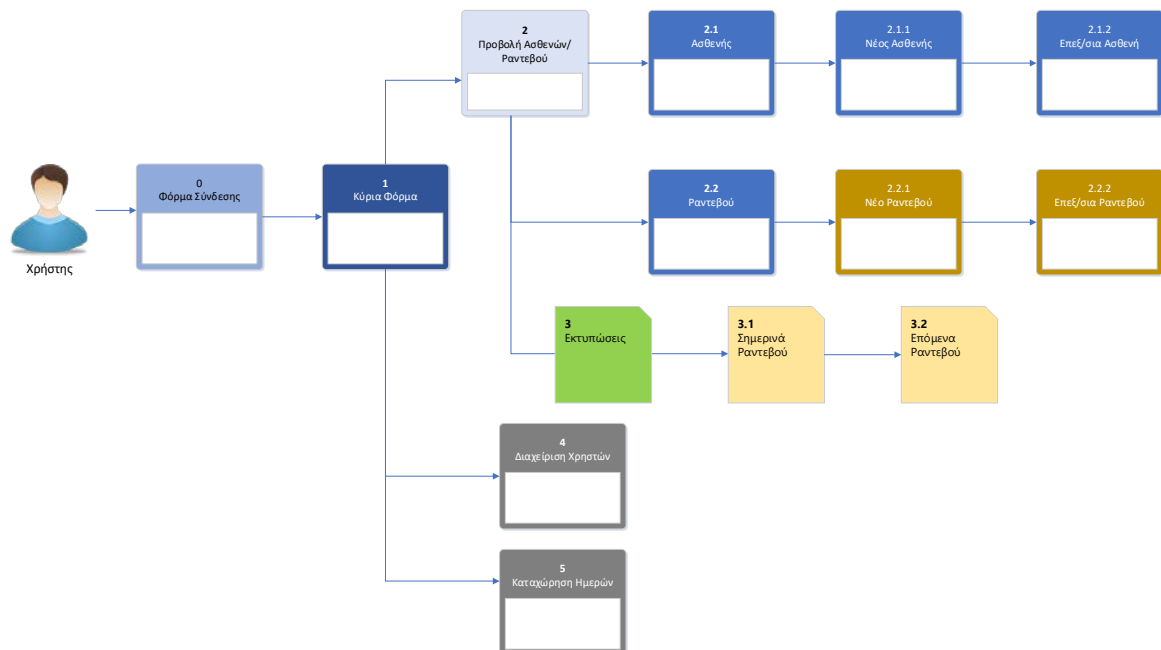 2
Προβολή Ασθενών/
Ραντεβού
2.1
Ασθενής
2.1.1
Νέος Ασθενής
2.1.2
Επεξ/σια Ασθενή
0
Φόρμα Σύνδεσης
1
Κύρια Φόρμα
2.2
Ραντεβού
2.2.1
Νέο Ραντεβού
2.2.2
Επεξ/σια Ραντεβού
Χρήστης
3
Εκτυπώσεις
3.1
Σημερινά
Ραντεβού
3.2
Επόμενα
Ραντεβού
4
Διαχείριση Χρηστών
5
Καταχώρηση Ημερών